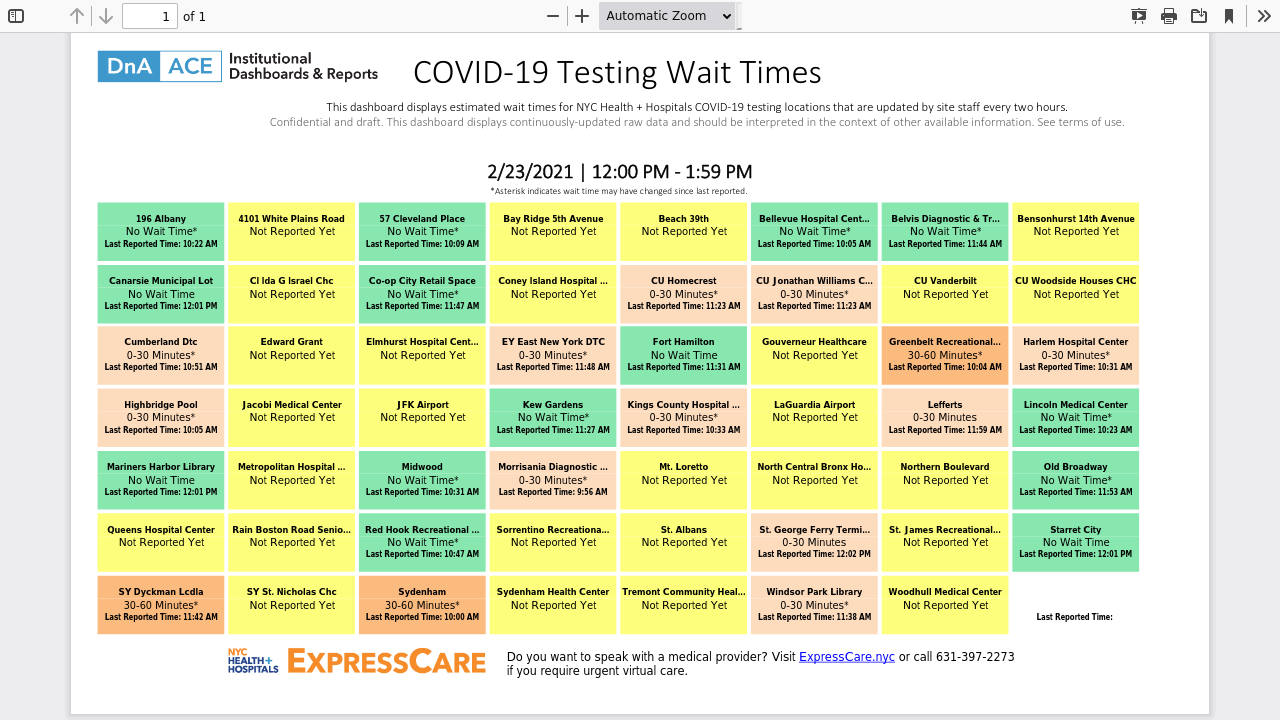 1 of 1 Automatic Zoom
DnA ACE Institutional
Dashboards & Reports
COVID-19 Testing Wait Times
This dashboard displays estimated wait times for NYC Health + Hospitals COVID-19 testing locations that are updated by site staff every two hours.
Confidential and draft. This dashboard displays continuously-updated raw data and should be interpreted in the context of other available information. See terms of use.
2/23/2021 | 12:00 PM - 1:59 PM
*Asterisk indicates wait time may have changed since last reported.
196 Albany
No Wait Time*
Last Reported Time: 10:22 AM
4101 White Plains Road
Not Reported Yet
57 Cleveland Place
No Wait Time*
Last Reported Time: 10:09 AM
Bay Ridge 5th Avenue
Not Reported Yet
Beach 39th
Not Reported Yet
Bellevue Hospital Cent...
No Wait Time*
Last Reported Time: 10:05 AM
Belvis Diagnostic & Tr...
No Wait Time*
Last Reported Time: 11:44 AM
Bensonhurst 14th Avenue
Not Reported Yet
Canarsie Municipal Lot
No Wait Time
Last Reported Time: 12:01 PM
Cl Ida G Israel Chc
Not Reported Yet
Co-op City Retail Space
No Wait Time*
Last Reported Time: 11:47 AM
Coney Island Hospital ...
Not Reported Yet
CU Homecrest
0-30 Minutes*
Last Reported Time: 11:23 AM
CU Jonathan Williams C...
0-30 Minutes*
Last Reported Time: 11:23 AM
CU Vanderbilt
Not Reported Yet
CU Woodside Houses CHC
Not Reported Yet
Cumberland Dtc
0-30 Minutes*
Last Reported Time: 10:51 AM
Edward Grant
Not Reported Yet
Elmhurst Hospital Cent...
Not Reported Yet
EY East New York DTC
0-30 Minutes*
Last Reported Time: 11:48 AM
Fort Hamilton
No Wait Time
Last Reported Time: 11:31 AM
Gouverneur Healthcare
Not Reported Yet
Greenbelt Recreational...
30-60 Minutes*
Last Reported Time: 10:04 AM
Harlem Hospital Center
0-30 Minutes*
Last Reported Time: 10:31 AM
Highbridge Pool
0-30 Minutes*
Last Reported Time: 10:05 AM
Jacobi Medical Center
Not Reported Yet
JFK Airport
Not Reported Yet
Kew Gardens
No Wait Time*
Last Reported Time: 11:27 AM
Kings County Hospital ...
0-30 Minutes*
Last Reported Time: 10:33 AM
LaGuardia Airport
Not Reported Yet
Lefferts
0-30 Minutes
Last Reported Time: 11:59 AM
Lincoln Medical Center
No Wait Time*
Last Reported Time: 10:23 AM
Mariners Harbor Library
No Wait Time
Last Reported Time: 12:01 PM
Metropolitan Hospital ...
Not Reported Yet
Midwood
No Wait Time*
Last Reported Time: 10:31 AM
Morrisania Diagnostic ...
0-30 Minutes*
Last Reported Time: 9:56 AM
Mt. Loretto
Not Reported Yet
North Central Bronx Ho...
Not Reported Yet
Northern Boulevard
Not Reported Yet
Old Broadway
No Wait Time*
Last Reported Time: 11:53 AM
Queens Hospital Center
Not Reported Yet
Rain Boston Road Senio...
Not Reported Yet
Red Hook Recreational ...
No Wait Time*
Last Reported Time: 10:47 AM
Sorrentino Recreationa...
Not Reported Yet
St. Albans
Not Reported Yet
St. George Ferry Termi...
0-30 Minutes
Last Reported Time: 12:02 PM
St. James Recreational...
Not Reported Yet
Starret City
No Wait Time
Last Reported Time: 12:01 PM
SY Dyckman Lcdla
30-60 Minutes*
Last Reported Time: 11:42 AM
SY St. Nicholas Chc
Not Reported Yet
Sydenham
30-60 Minutes*
Last Reported Time: 10:00 AM
Sydenham Health Center
Not Reported Yet
Tremont Community Heal...
Not Reported Yet
Windsor Park Library
0-30 Minutes*
Last Reported Time: 11:38 AM
Woodhull Medical Center
Not Reported Yet
Last Reported Time:
NYC
HEALTH+
HOSPITALS
EXPRESSCARE
Do you want to speak with a medical provider? Visit ExpressCare.nyc or call 631-397-2273
if you require urgent virtual care.